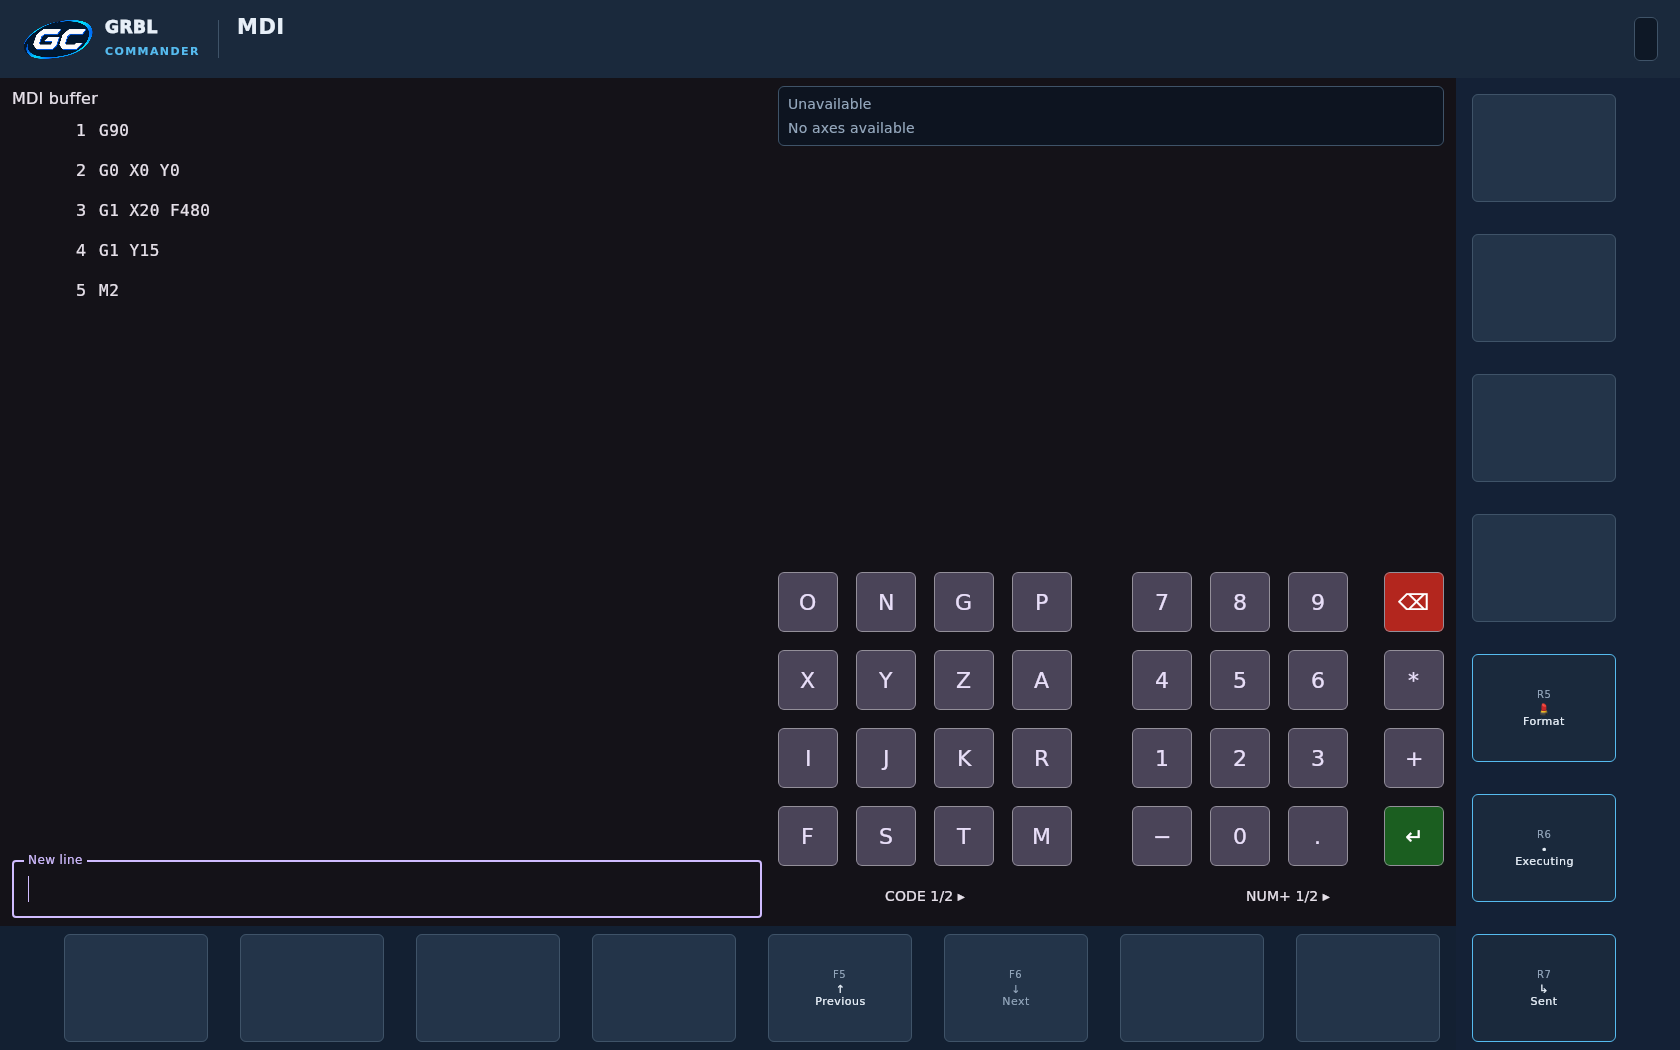 GC
GRBL
COMMANDER
MDI
MDI buffer
1 G90
2 G0 X0 Y0
3 G1 X20 F480
4 G1 Y15
5 M2
New line
Unavailable
No axes available
O N G P 7 8 9 ⌫
X Y Z A 4 5 6 *
I J K R 1 2 3 +
F S T M − 0 . ↵
CODE 1/2 ▸ NUM+ 1/2 ▸
R5
Format
R6
•
Executing
R7
↳
Sent
F5
↑
Previous
F6
↓
Next